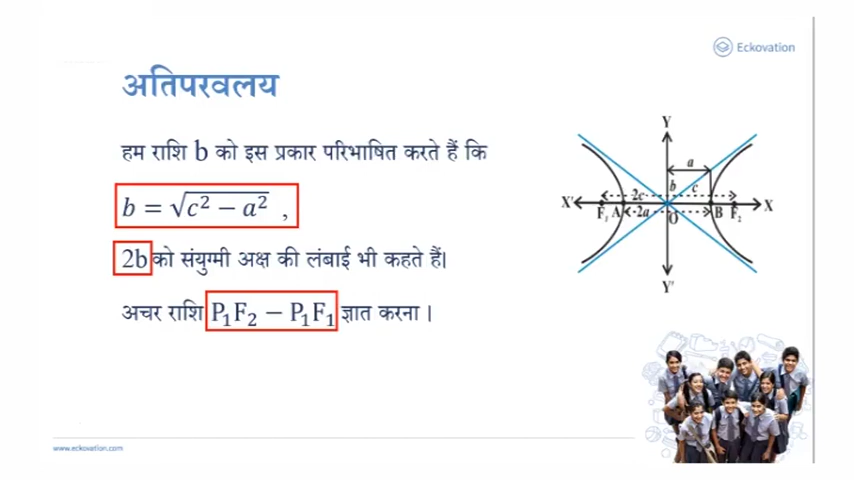 Eckovation
अतिपरवलय
हम राशि b को इस प्रकार परिभाषित करते हैं कि
b = √c² − a² ,
2b को संयुग्मी अक्ष की लंबाई भी कहते हैं।
अचर राशि P₁F₂ − P₁F₁ ज्ञात करना ।
Y
a
b c
2c
X' X
F₁ A 2a O B F₂
Y'
www.eckovation.com